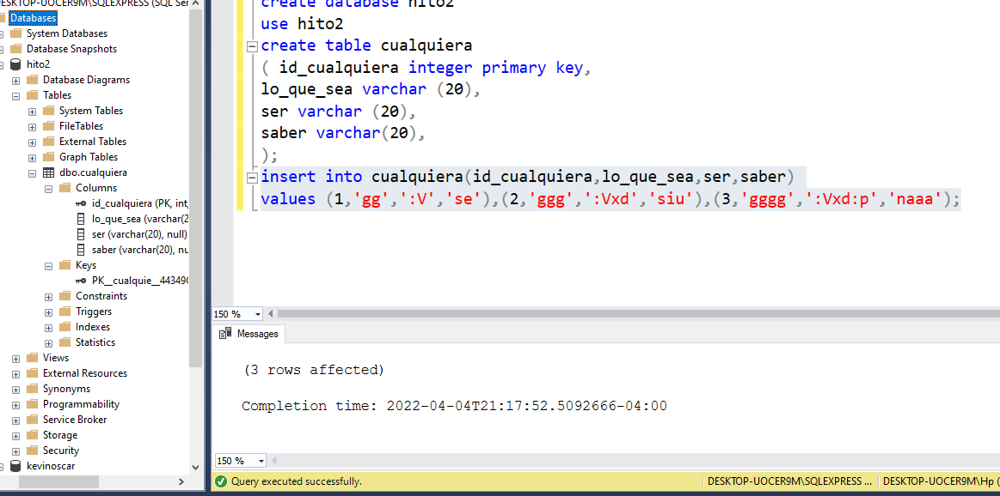 DESKTOP-UOCER9M\SQLEXPRESS (SQL Ser
Databases
System Databases
Database Snapshots
hito2
Database Diagrams
Tables
System Tables
FileTables
External Tables
Graph Tables
dbo.cualquiera
Columns
id_cualquiera (PK, int,
lo_que_sea (varchar(2
ser (varchar(20), null)
saber (varchar(20), nu
Keys
PK__cualquie__44349
Constraints
Triggers
Indexes
Statistics
Views
External Resources
Synonyms
Programmability
Service Broker
Storage
Security
kevinoscar
create database hito2
use hito2
create table cualquiera
( id_cualquiera integer primary key,
lo_que_sea varchar (20),
ser varchar (20),
saber varchar(20),
);
insert into cualquiera(id_cualquiera,lo_que_sea,ser,saber)
values (1,'gg',':V','se'),(2,'ggg',':Vxd','siu'),(3,'gggg',':Vxd:p','naaa');
150 %
Messages
(3 rows affected)
Completion time: 2022-04-04T21:17:52.5092666-04:00
150 %
Query executed successfully.
DESKTOP-UOCER9M\SQLEXPRESS ...
DESKTOP-UOCER9M\Hp (